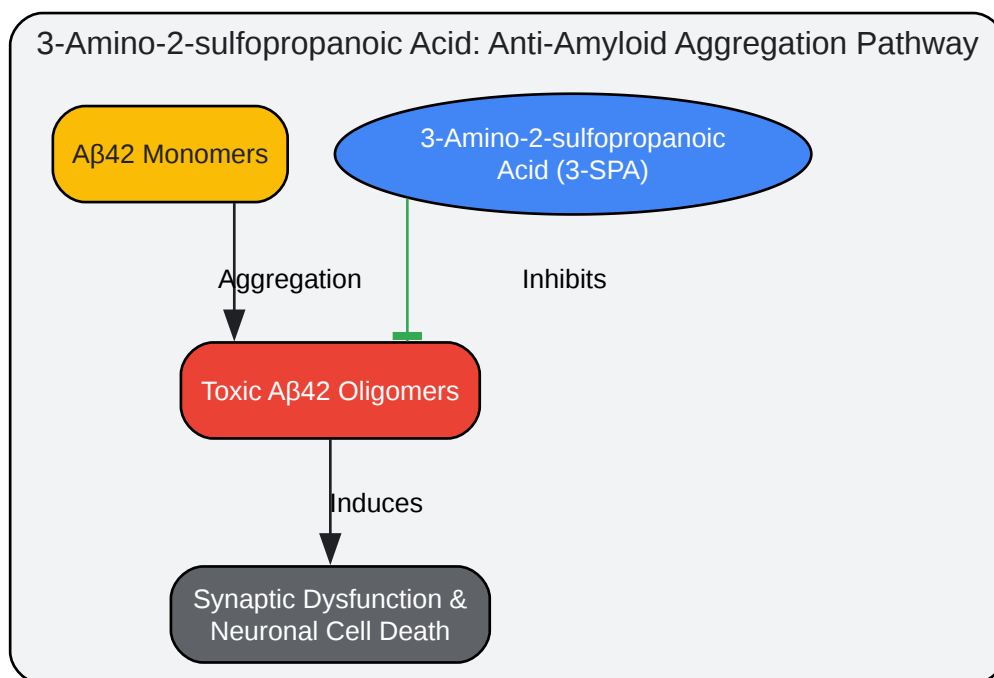 3-Amino-2-sulfopropanoic Acid: Anti-Amyloid Aggregation Pathway
Aβ42 Monomers
3-Amino-2-sulfopropanoic
Acid (3-SPA)
Aggregation
Inhibits
Toxic Aβ42 Oligomers
Induces
Synaptic Dysfunction &
Neuronal Cell Death